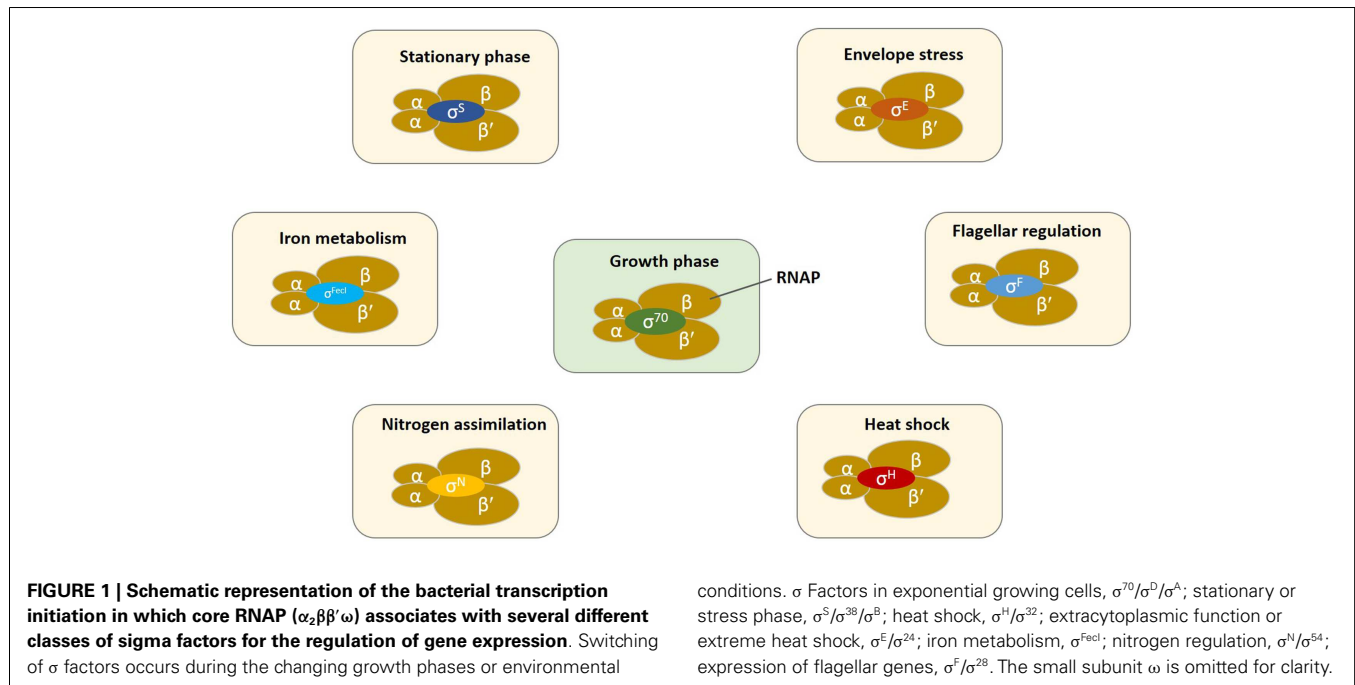 Stationary phase
α
α
β
σS
β′
Envelope stress
α
α
β
σE
β′
Iron metabolism
α
α
β
σFecI
β′
Growth phase
α
α
β
σ70
β′
RNAP
Flagellar regulation
α
α
β
σF
β′
Nitrogen assimilation
α
α
β
σN
β′
Heat shock
α
α
β
σH
β′
FIGURE 1 | Schematic representation of the bacterial transcription
initiation in which core RNAP (α₂ββ′ω) associates with several different
classes of sigma factors for the regulation of gene expression. Switching
of σ factors occurs during the changing growth phases or environmental
conditions. σ Factors in exponential growing cells, σ⁷⁰/σᴰ/σᴬ; stationary or
stress phase, σˢ/σ³⁸/σᴮ; heat shock, σᴴ/σ³²; extracytoplasmic function or
extreme heat shock, σᴱ/σ²⁴; iron metabolism, σFecI; nitrogen regulation, σᴺ/σ⁵⁴;
expression of flagellar genes, σF/σ²⁸. The small subunit ω is omitted for clarity.